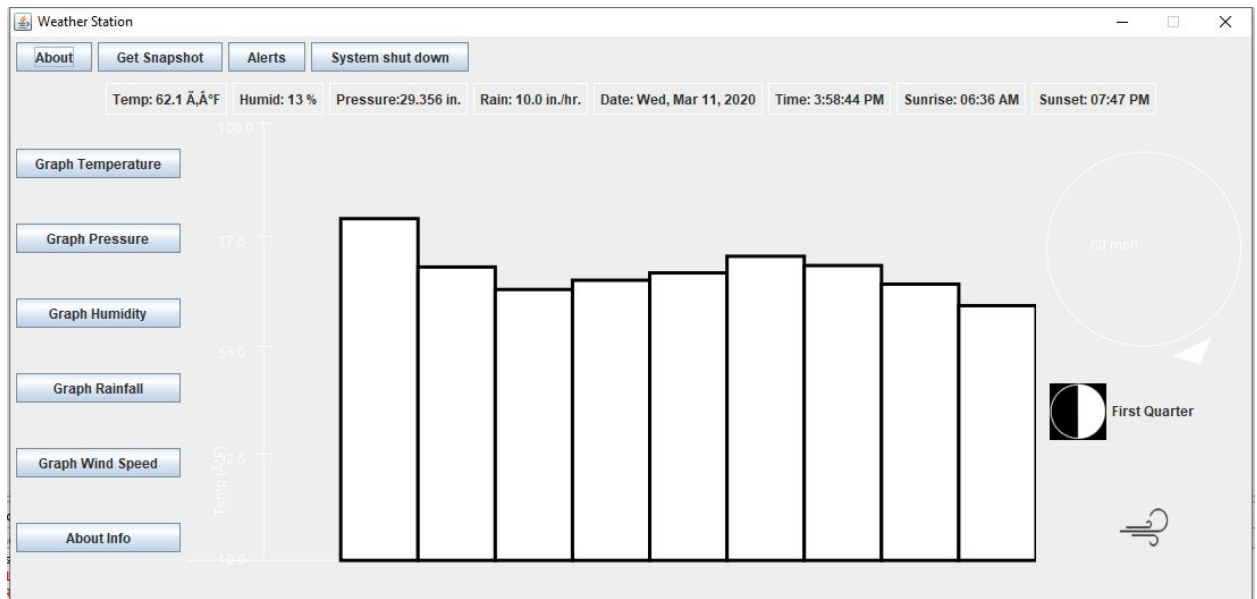 Weather Station
About Get Snapshot Alerts System shut down
Temp: 62.1 Ã‚Â°F Humid: 13 % Pressure:29.356 in. Rain: 10.0 in./hr. Date: Wed, Mar 11, 2020 Time: 3:58:44 PM Sunrise: 06:36 AM Sunset: 07:47 PM
100.0
Graph Temperature
Graph Pressure
77.5
60 mph
Graph Humidity
55.0
Graph Rainfall
First Quarter
Graph Wind Speed
Temp
About Info
10.0